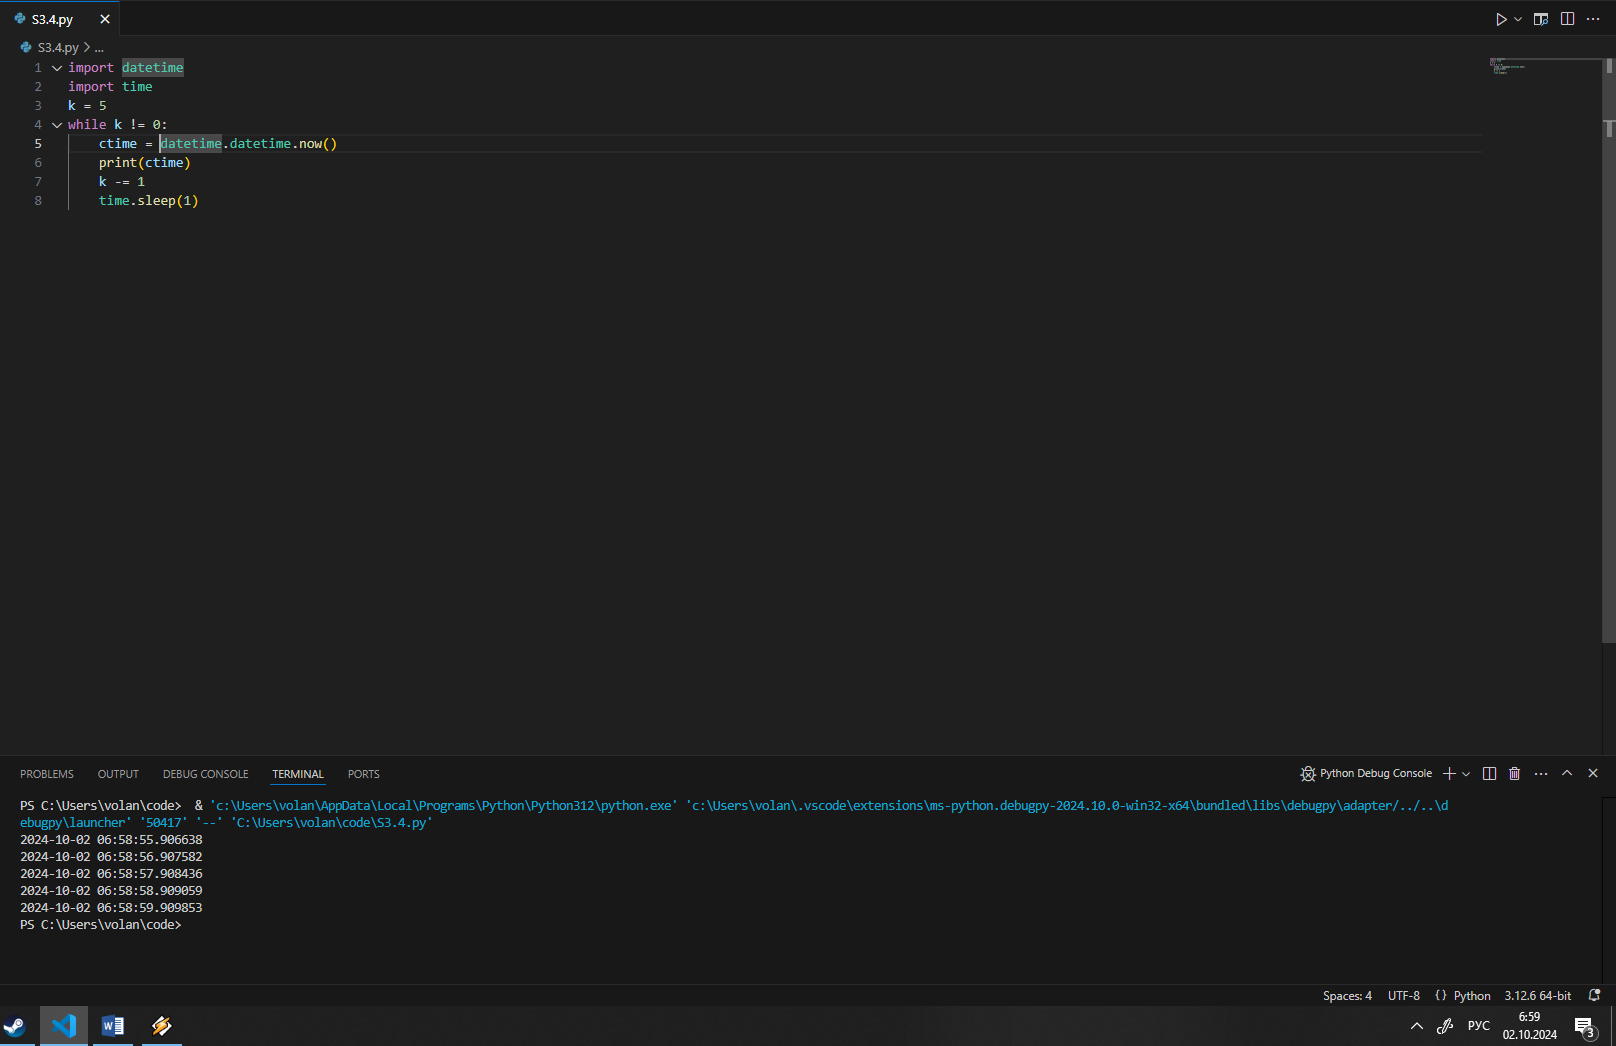 S3.4.py
S3.4.py > ...
1 import datetime
2 import time
3 k = 5
4 while k != 0:
5 ctime = datetime.datetime.now()
6 print(ctime)
7 k -= 1
8 time.sleep(1)
PROBLEMS OUTPUT DEBUG CONSOLE TERMINAL PORTS Python Debug Console
PS C:\Users\volan\code>  & 'c:\Users\volan\AppData\Local\Programs\Python\Python312\python.exe' 'c:\Users\volan\.vscode\extensions\ms-python.debugpy-2024.10.0-win32-x64\bundled\libs\debugpy\adapter/../..\d
ebugpy\launcher' '50417' '--' 'C:\Users\volan\code\S3.4.py'
2024-10-02 06:58:55.906638
2024-10-02 06:58:56.907582
2024-10-02 06:58:57.908436
2024-10-02 06:58:58.909059
2024-10-02 06:58:59.909853
PS C:\Users\volan\code>
Spaces: 4 UTF-8 {} Python 3.12.6 64-bit
РУС 6:59 3
02.10.2024